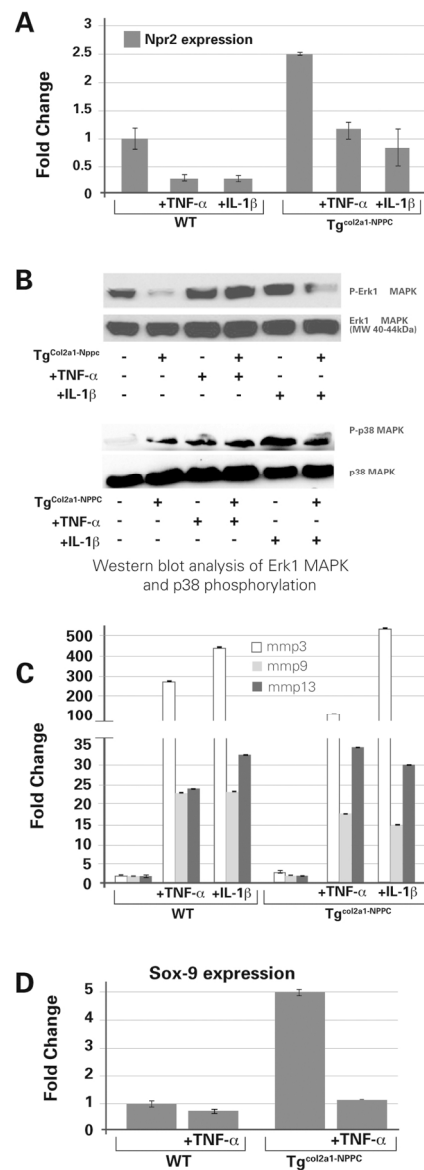 A
Npr2 expression
Fold Change
3
2.5
2
1.5
1
0.5
0
+TNF-α +IL-1β
+TNF-α +IL-1β
WT
Tgcol2a1-NPPC
B
P-Erk1 MAPK
Erk1 MAPK
(MW 40-44kDa)
TgCol2a1-Nppc - + - + - +
+TNF-α - - + + - -
+IL-1β - - - - + +
P-p38 MAPK
p38 MAPK
TgCol2a1-NPPC - + - + - +
+TNF-α - - + + - -
+IL-1β - - - - + +
Western blot analysis of Erk1 MAPK
and p38 phosphorylation
C
mmp3
mmp9
mmp13
Fold Change
500
400
300
200
100
35
30
25
20
15
10
5
0
+TNF-α +IL-1β
+TNF-α +IL-1β
WT
Tgcol2a1-NPPC
D
Sox-9 expression
Fold Change
5
4
3
2
1
0
+TNF-α
+TNF-α
WT
Tgcol2a1-NPPC